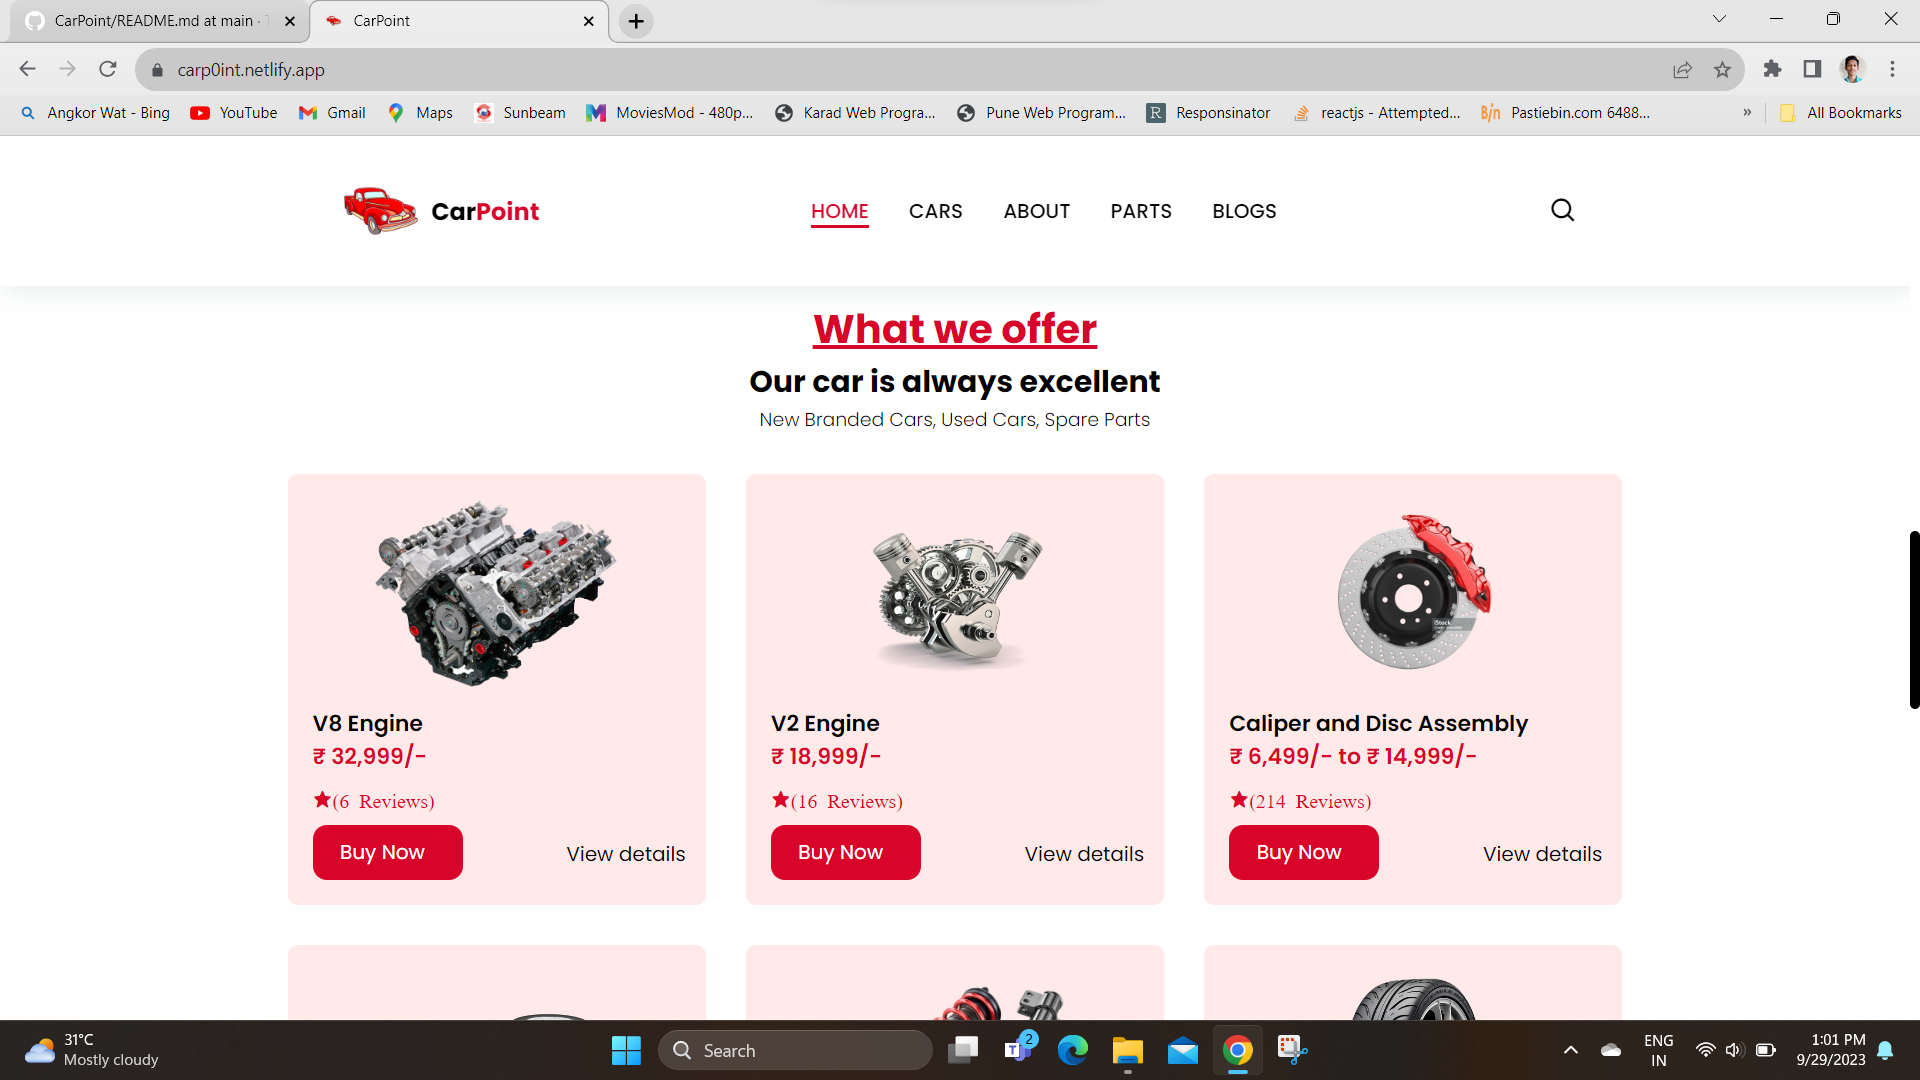 CarPoint/README.md at main ·
CarPoint
carp0int.netlify.app
Angkor Wat - Bing
YouTube
Gmail
Maps
Sunbeam
MoviesMod - 480p...
Karad Web Progra...
Pune Web Program...
R
Responsinator
reactjs - Attempted...
B/n
Pastiebin.com 6488...
»
All Bookmarks
CarPoint
HOME
CARS
ABOUT
PARTS
BLOGS
What we offer
Our car is always excellent
New Branded Cars, Used Cars, Spare Parts
iStock
V8 Engine
V2 Engine
Caliper and Disc Assembly
₹ 32,999/-
₹ 18,999/-
₹ 6,499/- to ₹ 14,999/-
★(6 Reviews)
★(16 Reviews)
★(214 Reviews)
Buy Now
View details
Buy Now
View details
Buy Now
View details
31°C
Mostly cloudy
Search
2
ENG
IN
1:01 PM
9/29/2023